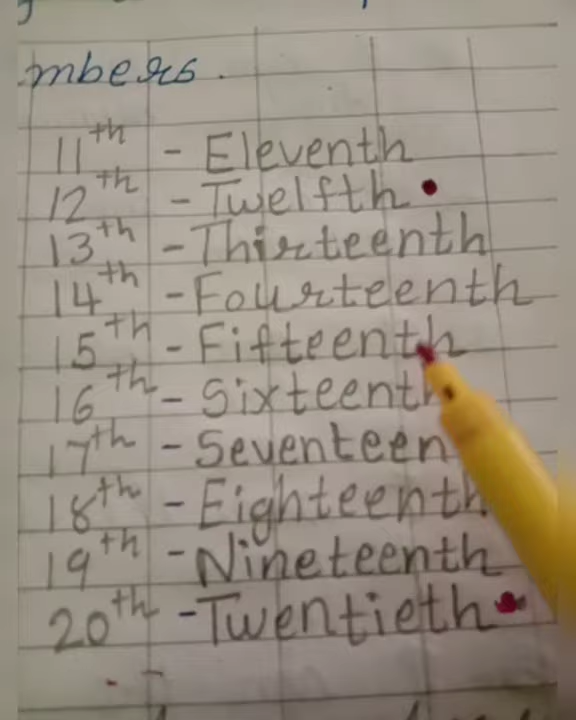 mbers.
11th - Eleventh
12th - Twelfth
13th - Thirteenth
14th - Fourteenth
15th - Fifteenth
16th - Sixteenth
17th - Seventeen
18th - Eighteenth
19th - Nineteenth
20th - Twentieth